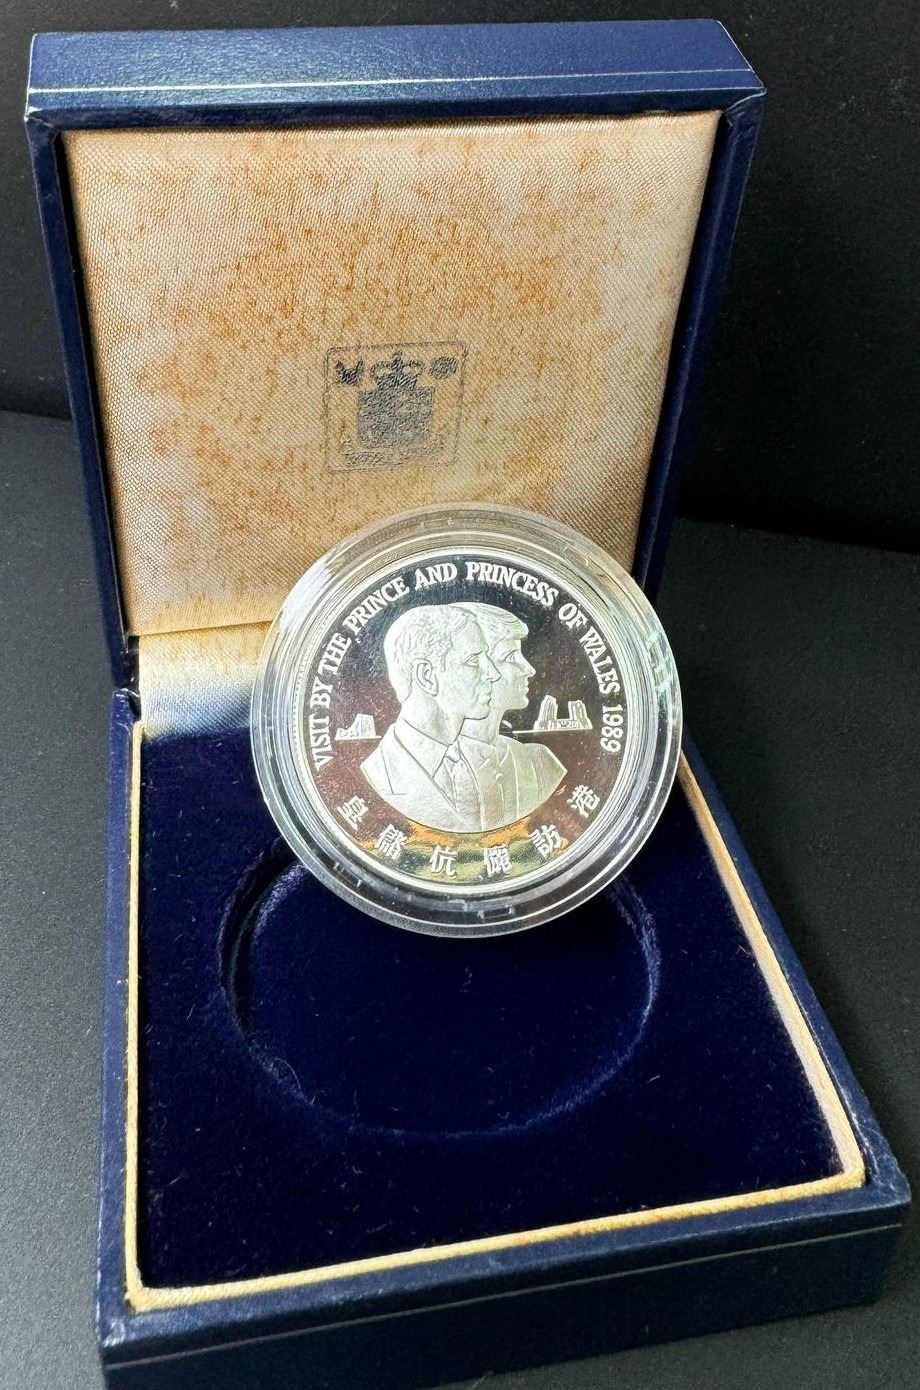 VISIT BY THE PRINCE AND PRINCESS OF WALES 1989
皇儲伉儷訪港